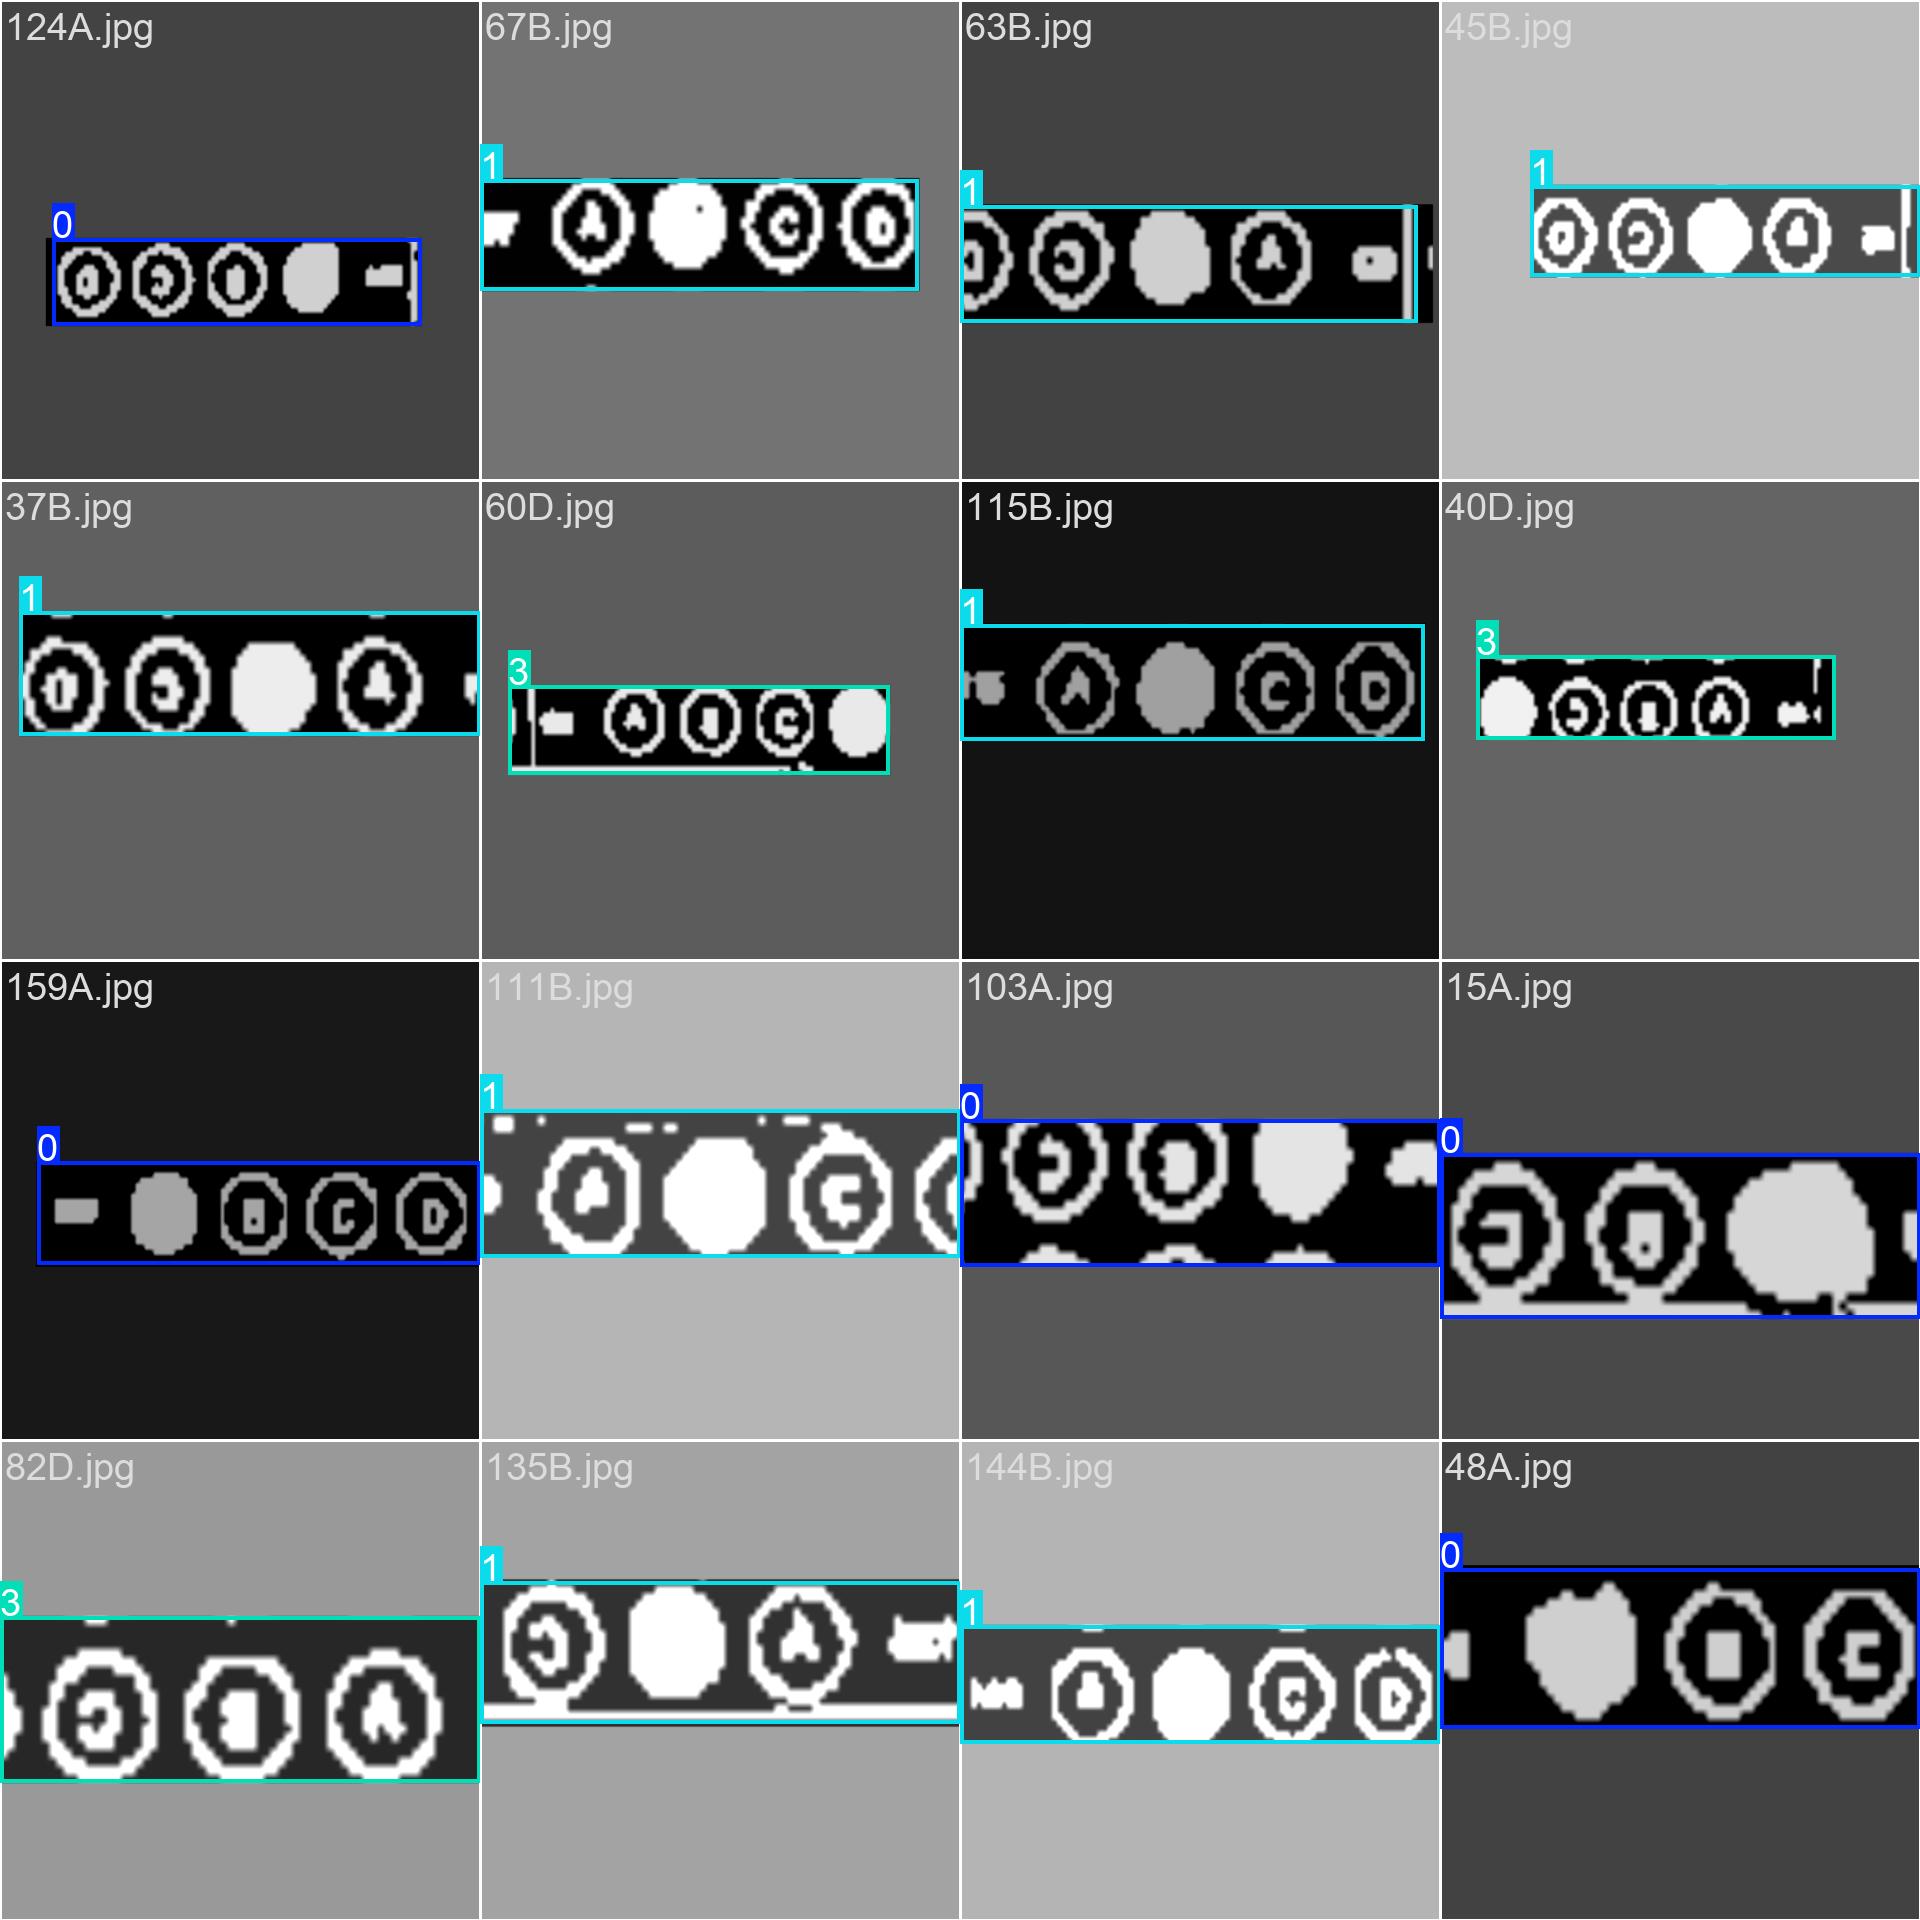 124A.jpg 67B.jpg 63B.jpg 45B.jpg
0 1 1 1
A C D
A
A
37B.jpg 60D.jpg 115B.jpg 40D.jpg
1 3 1 3
A
A C
A C D
A
159A.jpg 111B.jpg 103A.jpg 15A.jpg
0 1 0 0
B C D
A C
82D.jpg 135B.jpg 144B.jpg 48A.jpg
3 1 1 0
A
A
A C D
C